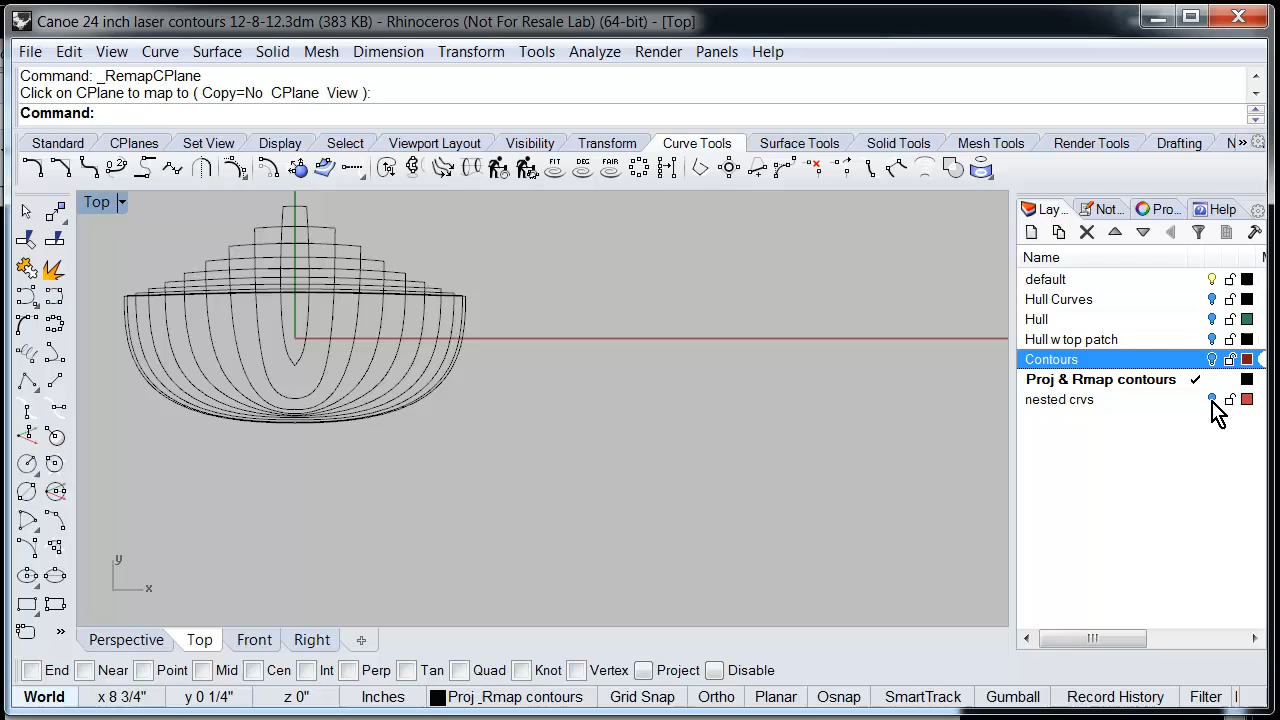 Canoe 24 inch laser contours 12-8-12.3dm (383 KB) - Rhinoceros (Not For Resale Lab) (64-bit) - [Top]
File Edit View Curve Surface Solid Mesh Dimension Transform Tools Analyze Render Panels Help
Command: _RemapCPlane
Click on CPlane to map to ( Copy=No CPlane View ):
Command:
Standard CPlanes Set View Display Select Viewport Layout Visibility Transform Curve Tools Surface Tools Solid Tools Mesh Tools Render Tools Drafting N »
FIT DEG FAIR
Top
Lay... Not... Pro... Help
Name
default
Hull Curves
Hull
Hull w top patch
Contours
Proj & Rmap contours
nested crvs
y
x
»
Perspective Top Front Right
End Near Point Mid Cen Int Perp Tan Quad Knot Vertex Project Disable
World x 8 3/4" y 0 1/4" z 0" Inches Proj _Rmap contours Grid Snap Ortho Planar Osnap SmartTrack Gumball Record History Filter